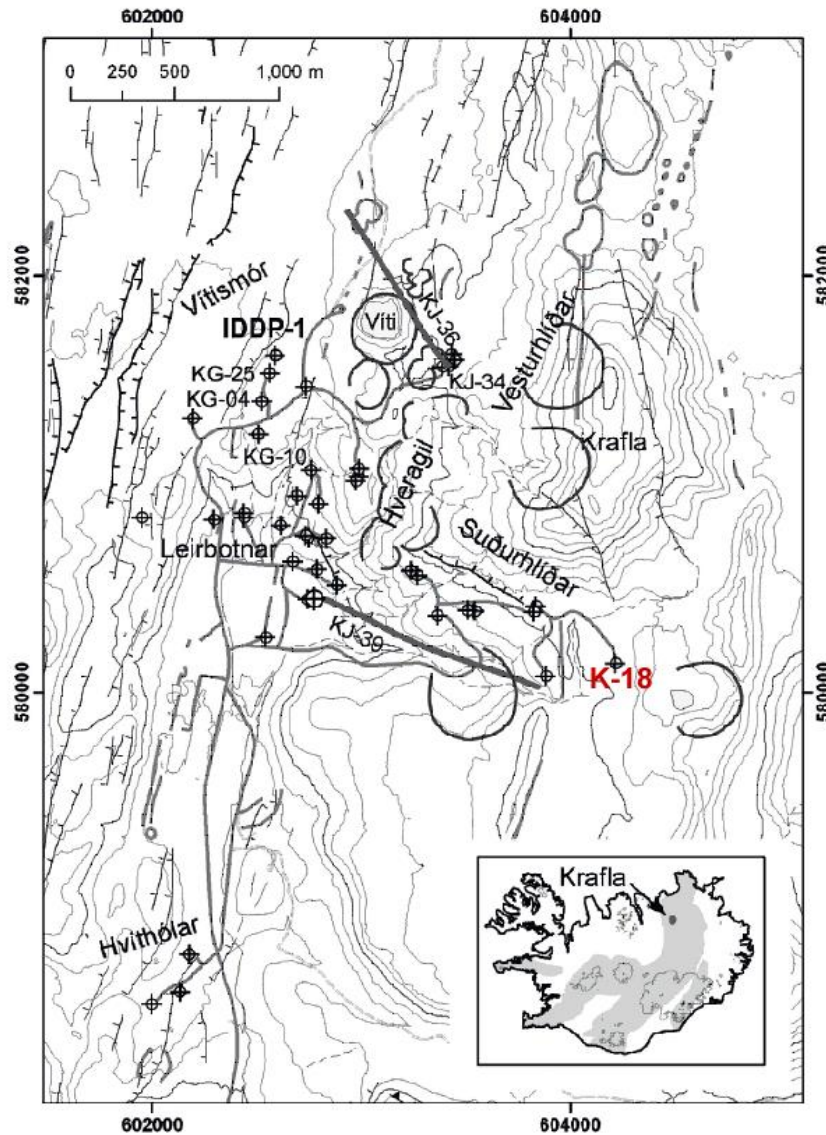 602000
604000
0 250 500 1,000 m
582000
582000
Vítismór
IDDP-1
Víti
KJ-36
KG-25
KJ-34
KG-04
Vesturhlíðar
KG-10
Krafla
Hveragil
Leirbotnar
Suðurhlíðar
KJ-39
K-18
580000
580000
Krafla
Hvíthólar
602000
604000